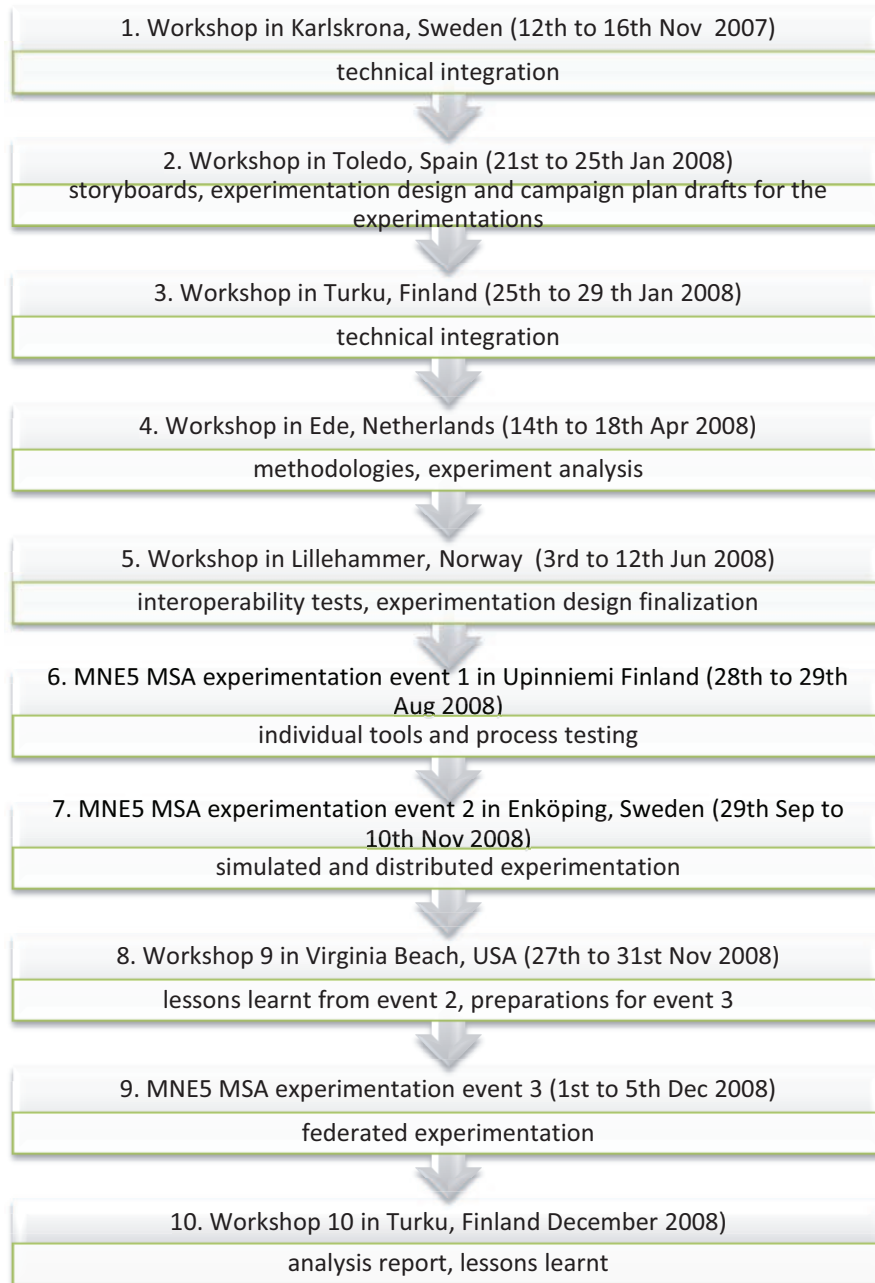 1. Workshop in Karlskrona, Sweden (12th to 16th Nov 2007)
technical integration
2. Workshop in Toledo, Spain (21st to 25th Jan 2008)
storyboards, experimentation design and campaign plan drafts for the
experimentations
3. Workshop in Turku, Finland (25th to 29 th Jan 2008)
technical integration
4. Workshop in Ede, Netherlands (14th to 18th Apr 2008)
methodologies, experiment analysis
5. Workshop in Lillehammer, Norway (3rd to 12th Jun 2008)
interoperability tests, experimentation design finalization
6. MNE5 MSA experimentation event 1 in Upinniemi Finland (28th to 29th
Aug 2008)
individual tools and process testing
7. MNE5 MSA experimentation event 2 in Enköping, Sweden (29th Sep to
10th Nov 2008)
simulated and distributed experimentation
8. Workshop 9 in Virginia Beach, USA (27th to 31st Nov 2008)
lessons learnt from event 2, preparations for event 3
9. MNE5 MSA experimentation event 3 (1st to 5th Dec 2008)
federated experimentation
10. Workshop 10 in Turku, Finland December 2008)
analysis report, lessons learnt